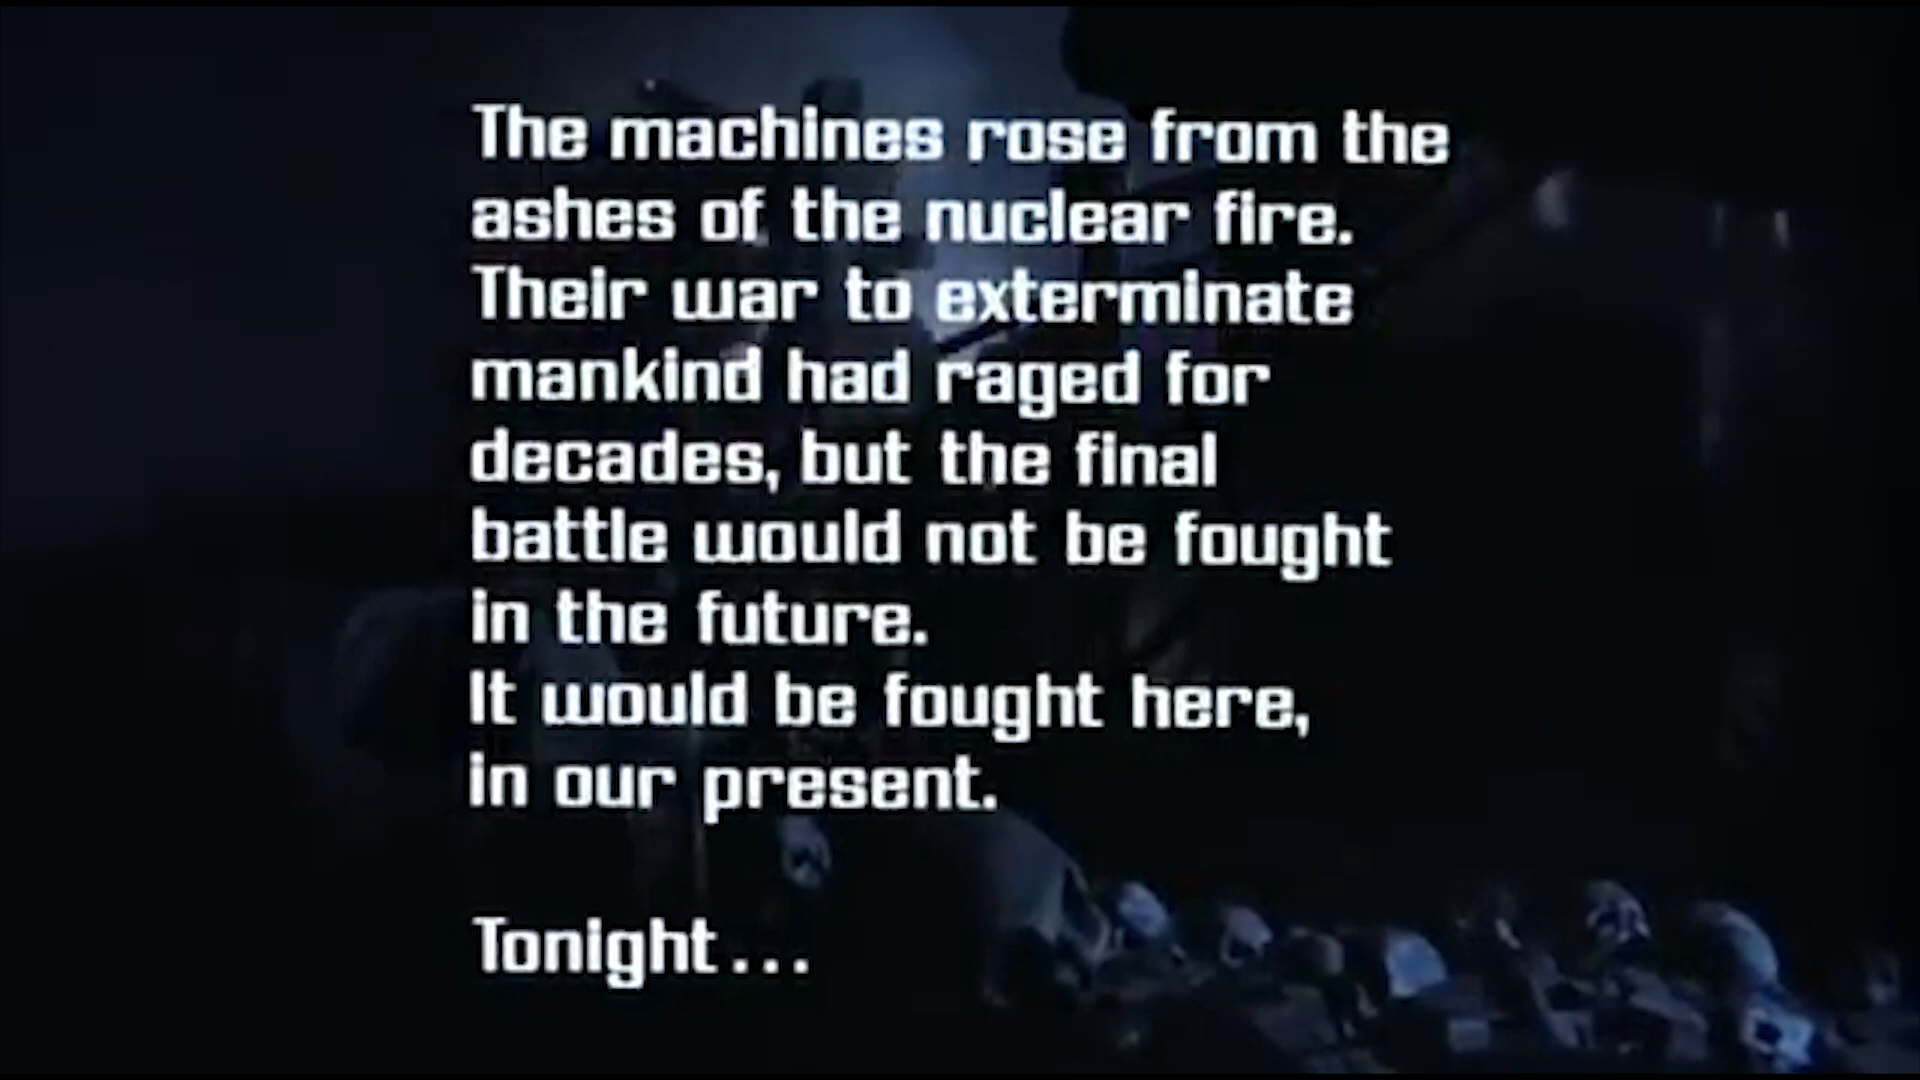 The machines rose from the
ashes of the nuclear fire.
Their war to exterminate
mankind had raged for
decades, but the final
battle would not be fought
in the future.
It would be fought here,
in our present.
Tonight...